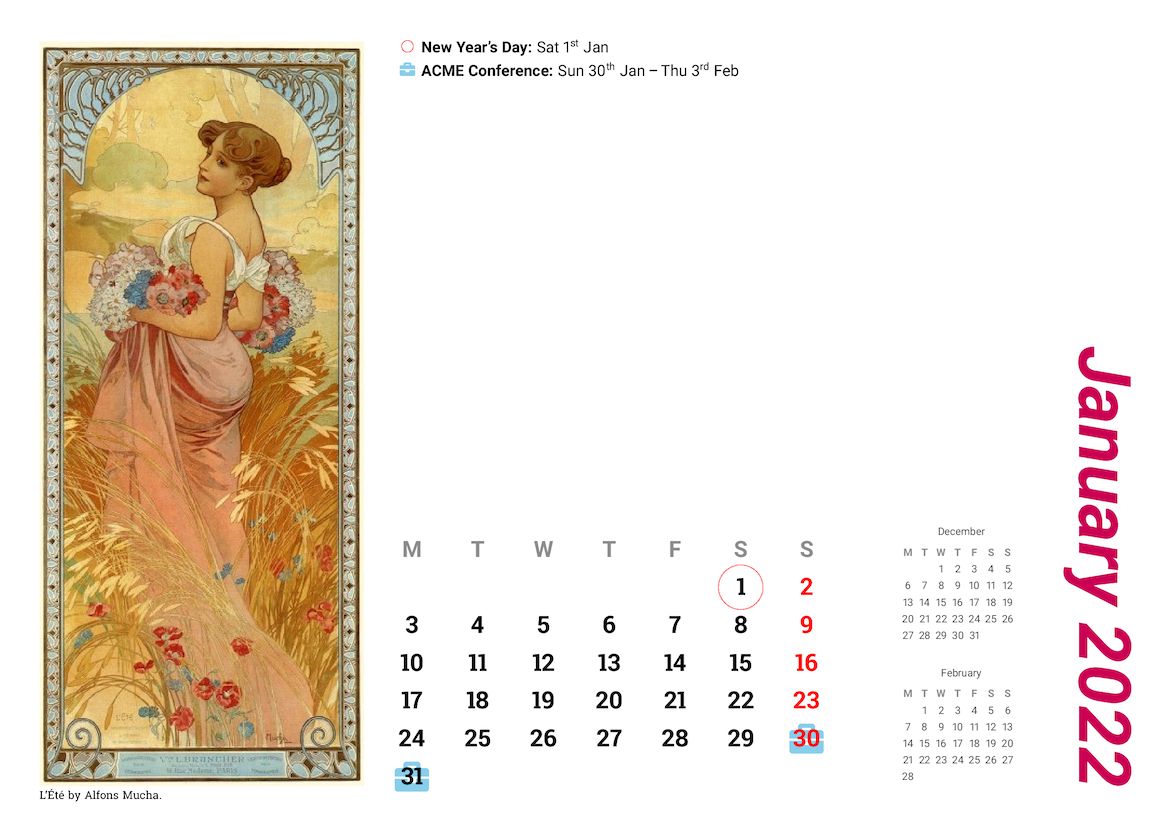 New Year’s Day: Sat 1st Jan
ACME Conference: Sun 30th Jan – Thu 3rd Feb
L'ÉTÉ
Mucha
Vve L.BRANCHER
L’Été by Alfons Mucha.
M T W T F S S
1 2
3 4 5 6 7 8 9
10 11 12 13 14 15 16
17 18 19 20 21 22 23
24 25 26 27 28 29 30
31
December
M T W T F S S
1 2 3 4 5
6 7 8 9 10 11 12
13 14 15 16 17 18 19
20 21 22 23 24 25 26
27 28 29 30 31
February
M T W T F S S
1 2 3 4 5 6
7 8 9 10 11 12 13
14 15 16 17 18 19 20
21 22 23 24 25 26 27
28
January 2022